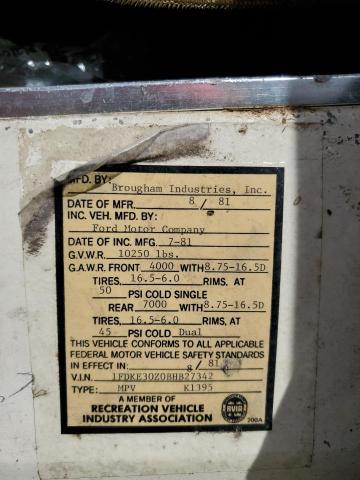 MFD. BY:
Brougham Industries, Inc.
DATE OF MFR. 8 / 81
INC. VEH. MFD. BY:
Ford Motor Company
DATE OF INC. MFG. 7-81
G.V.W.R. 10250 lbs.
G.A.W.R. FRONT 4000 WITH 8.75-16.5D
TIRES, 16.5-6.0 RIMS, AT
50 PSI COLD SINGLE
REAR 7000 WITH 8.75-16.5D
TIRES, 16.5-6.0 RIMS, AT
45 PSI COLD Dual
THIS VEHICLE CONFORMS TO ALL APPLICABLE
FEDERAL MOTOR VEHICLE SAFETY STANDARDS
IN EFFECT IN: 8 / 81
V.I.N. 1FDKE30Z0BHB27342
TYPE: MPV K1395
A MEMBER OF
RECREATION VEHICLE
INDUSTRY ASSOCIATION
RVIA
200A